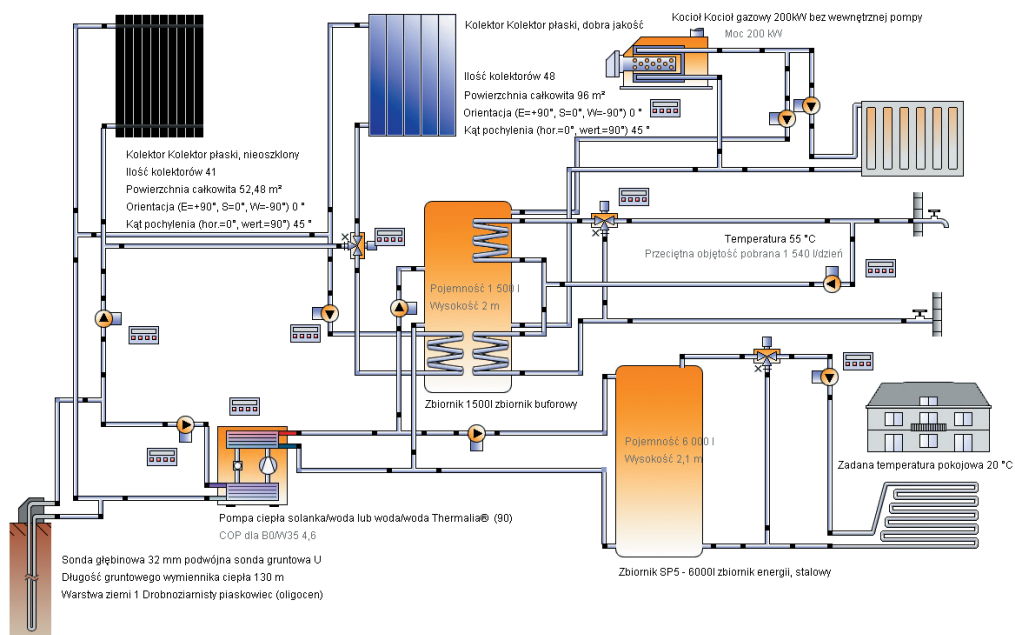 Kolektor Kolektor płaski, dobra jakość
Ilość kolektorów 48
Powierzchnia całkowita 96 m²
Orientacja (E=+90°, S=0°, W=-90°) 0 °
Kąt pochylenia (hor.=0°, wert.=90°) 45 °
Kocioł Kocioł gazowy 200kW bez wewnętrznej pompy
Moc 200 kW
Kolektor Kolektor płaski, nieoszklony
Ilość kolektorów 41
Powierzchnia całkowita 52,48 m²
Orientacja (E=+90°, S=0°, W=-90°) 0 °
Kąt pochylenia (hor.=0°, wert.=90°) 45 °
Temperatura 55 °C
Przeciętna objętość pobrana 1 540 l/dzień
Pojemność 1 500 l
Wysokość 2 m
Zbiornik 1500l zbiornik buforowy
Pojemność 6 000 l
Wysokość 2,1 m
Zadana temperatura pokojowa 20 °C
Pompa ciepła solanka/woda lub woda/woda Thermalia® (90)
COP dla B0/W35 4,6
Sonda głębinowa 32 mm podwójna sonda gruntowa U
Długość gruntowego wymiennika ciepła 130 m
Warstwa ziemi 1 Drobnoziarnisty piaskowiec (oligocen)
Zbiornik SP5 - 6000l zbiornik energii, stalowy